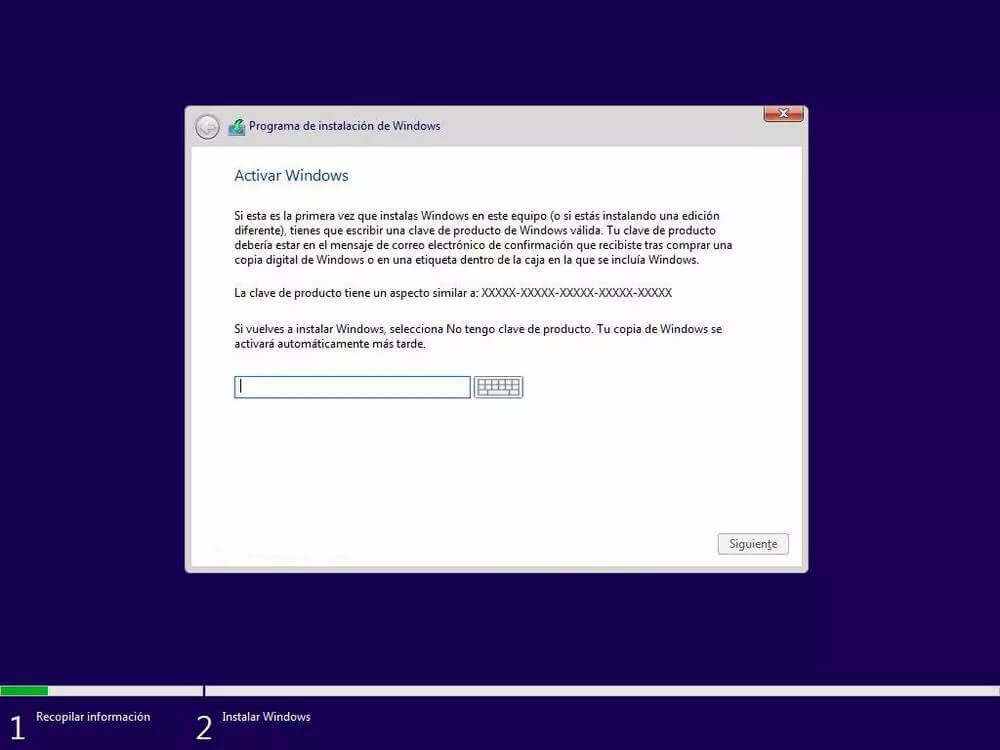 Programa de instalación de Windows
Activar Windows
Si esta es la primera vez que instalas Windows en este equipo (o si estás instalando una edición
diferente), tienes que escribir una clave de producto de Windows válida. Tu clave de producto
debería estar en el mensaje de correo electrónico de confirmación que recibiste tras comprar una
copia digital de Windows o en una etiqueta dentro de la caja en la que se incluía Windows.
La clave de producto tiene un aspecto similar a: XXXXX-XXXXX-XXXXX-XXXXX-XXXXX
Si vuelves a instalar Windows, selecciona No tengo clave de producto. Tu copia de Windows se
activará automáticamente más tarde.
Siguiente
1 Recopilar información
2 Instalar Windows